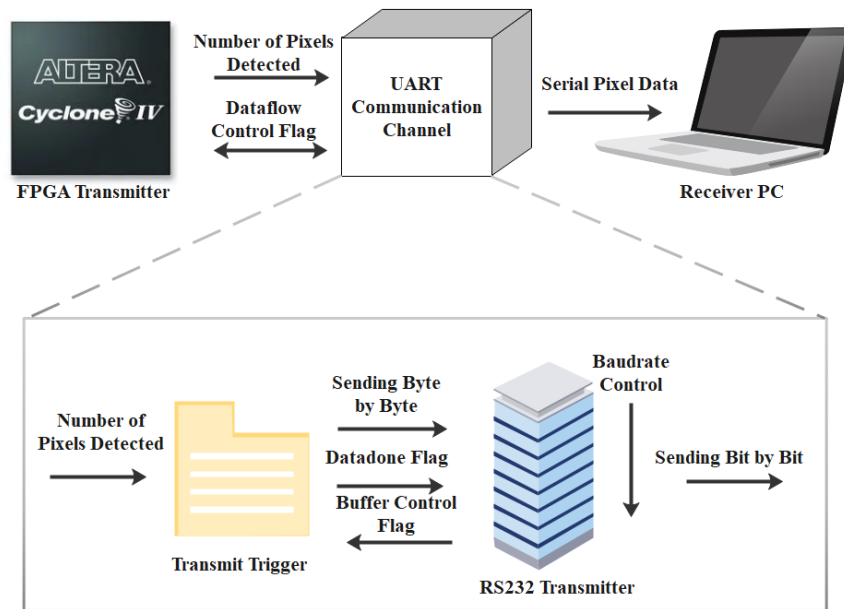 ALTERA
Cyclone IV
FPGA Transmitter
Number of Pixels
Detected
Dataflow
Control Flag
UART
Communication
Channel
Serial Pixel Data
Receiver PC
Number of
Pixels Detected
Transmit Trigger
Sending Byte
by Byte
Datadone Flag
Buffer Control
Flag
Baudrate
Control
RS232 Transmitter
Sending Bit by Bit